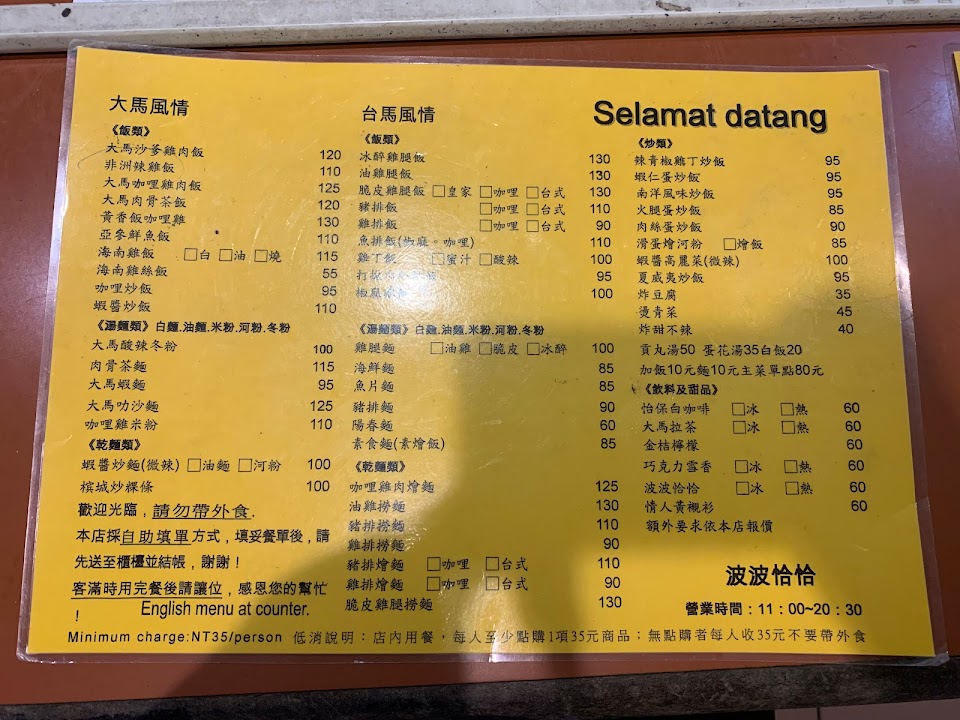 大馬風情
《飯類》
大馬沙爹雞肉飯 120
非洲辣雞飯 110
大馬咖哩雞肉飯 125
大馬肉骨茶飯 120
黃香飯咖哩雞 130
亞參鮮魚飯 110
海南雞飯 □白 □油 □燒 115
海南雞絲飯 55
咖哩炒飯 95
蝦醬炒飯 110
《湯麵類》白麵.油麵.米粉.河粉.冬粉
大馬酸辣冬粉 100
肉骨茶麵 115
大馬蝦麵 95
大馬叻沙麵 125
咖哩雞米粉 110
《乾麵類》
蝦醬炒麵(微辣) □油麵 □河粉 100
槟城炒粿條 100
歡迎光臨，請勿帶外食.
本店採自助填單方式，填妥餐單後，請
先送至櫃檯並結帳，謝謝！
客滿時用完餐後請讓位，感恩您的幫忙
！
English menu at counter.
台馬風情
《飯類》
冰醉雞腿飯 130
油雞腿飯 130
脆皮雞腿飯 □皇家 □咖哩 □台式 130
豬排飯 □咖哩 □台式 110
雞排飯 □咖哩 □台式 90
魚排飯(椒麻。咖哩) 110
雞丁飯 □蜜汁 □酸辣 100
95
100
《湯麵類》白麵.油麵.米粉.河粉.冬粉
雞腿麵 □油雞 □脆皮 □冰醉 100
海鮮麵 85
魚片麵 85
豬排麵 90
陽春麵 60
素食麵(素燴飯) 85
《乾麵類》
咖哩雞肉燴麵 125
油雞撈麵 130
豬排撈麵 110
雞排撈麵 90
豬排燴麵 □咖哩 □台式 110
雞排燴麵 □咖哩 □台式 90
脆皮雞腿撈麵 130
Selamat datang
《炒類》
辣青椒雞丁炒飯 95
蝦仁蛋炒飯 95
南洋風味炒飯 95
火腿蛋炒飯 85
肉絲蛋炒飯 90
滑蛋燴河粉 □燴飯 85
蝦醬高麗菜(微辣) 100
夏威夷炒飯 95
炸豆腐 35
燙青菜 45
炸甜不辣 40
貢丸湯50 蛋花湯35白飯20
加飯10元麵10元主菜單點80元
《飲料及甜品》
怡保白咖啡 □冰 □熱 60
大馬拉茶 □冰 □熱 60
金桔檸檬 60
巧克力雪香 □冰 □熱 60
波波恰恰 □冰 □熱 60
情人黃襯衫 60
額外要求依本店報價
波波恰恰
營業時間：11：00~20：30
Minimum charge:NT35/person 低消說明：店內用餐，每人至少點購1項35元商品；無點購者每人收35元不要帶外食